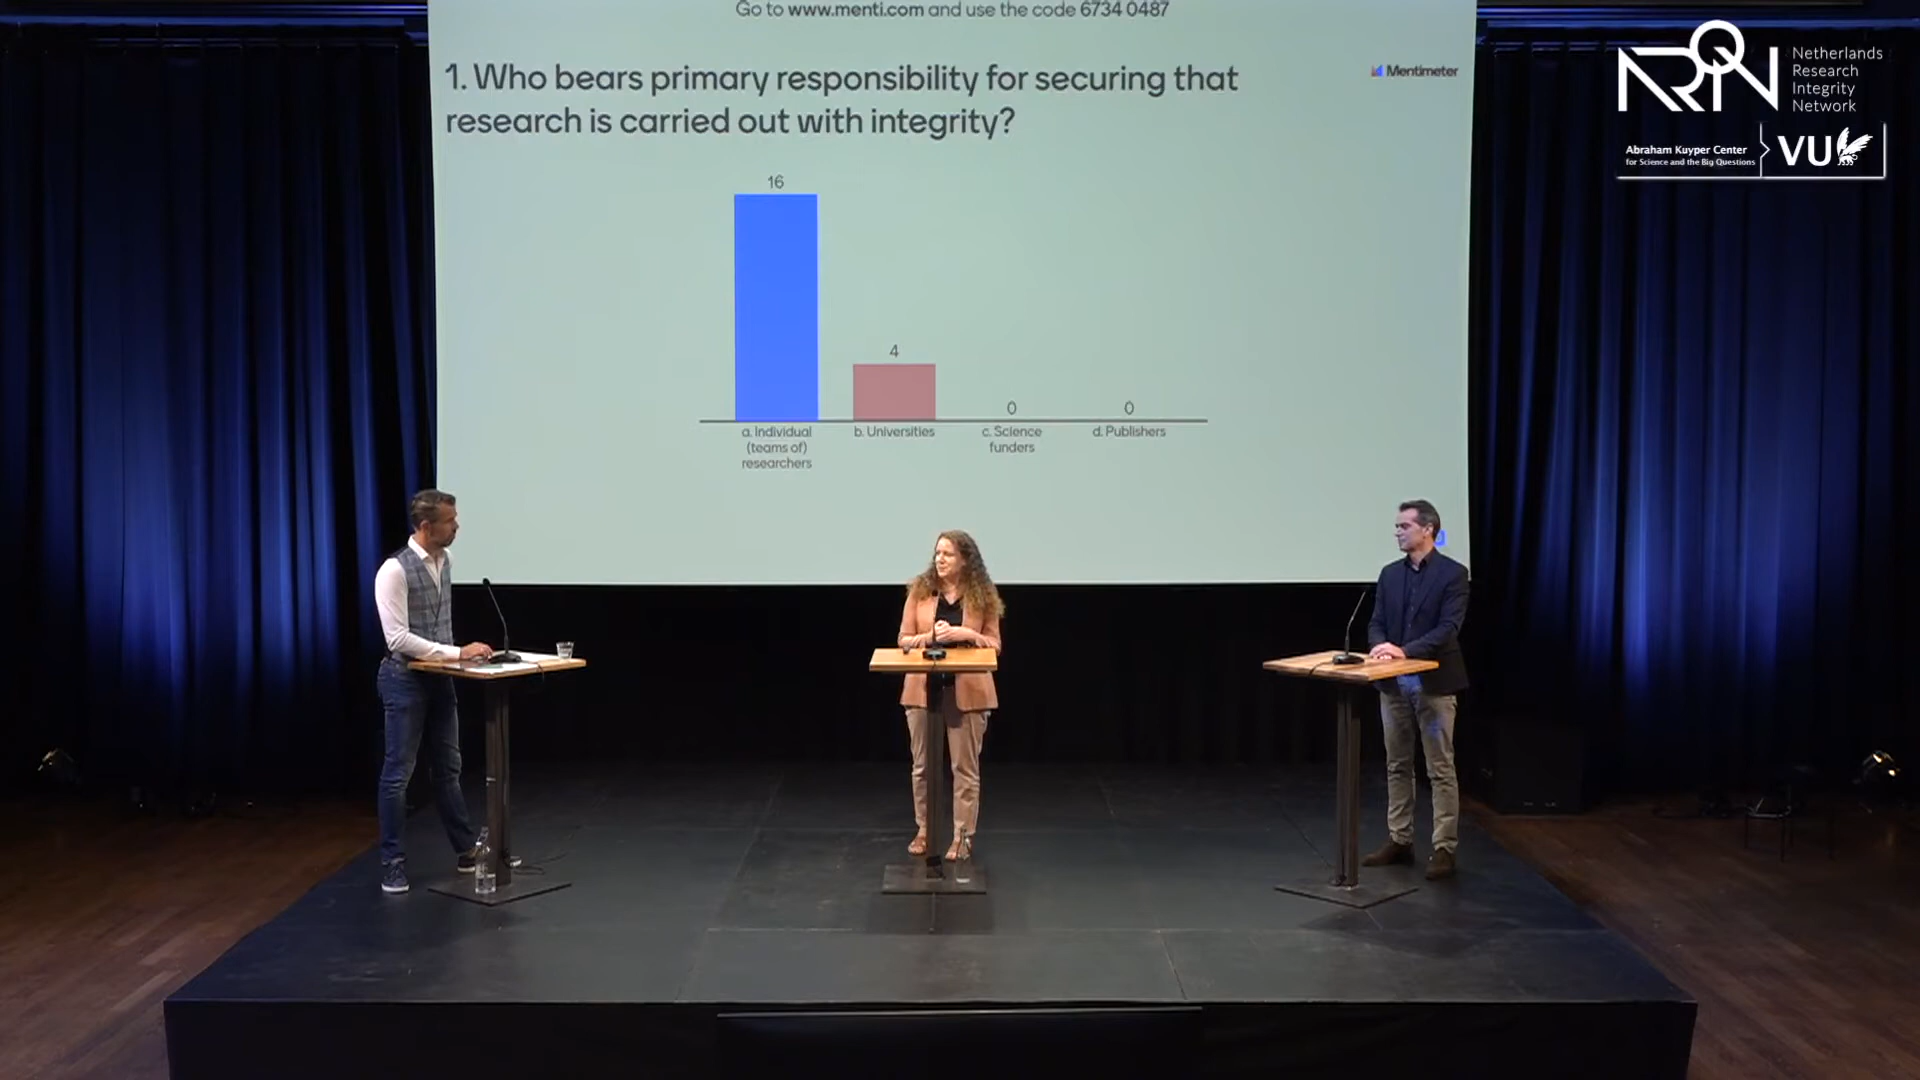 Go to www.menti.com and use the code 6734 0487
1. Who bears primary responsibility for securing that
research is carried out with integrity?
Mentimeter
16
4
0
0
a. Individual
(teams of)
researchers
b. Universities
c. Science
funders
d. Publishers
NRIN
Netherlands
Research
Integrity
Network
Abraham Kuyper Center
for Science and the Big Questions
VU